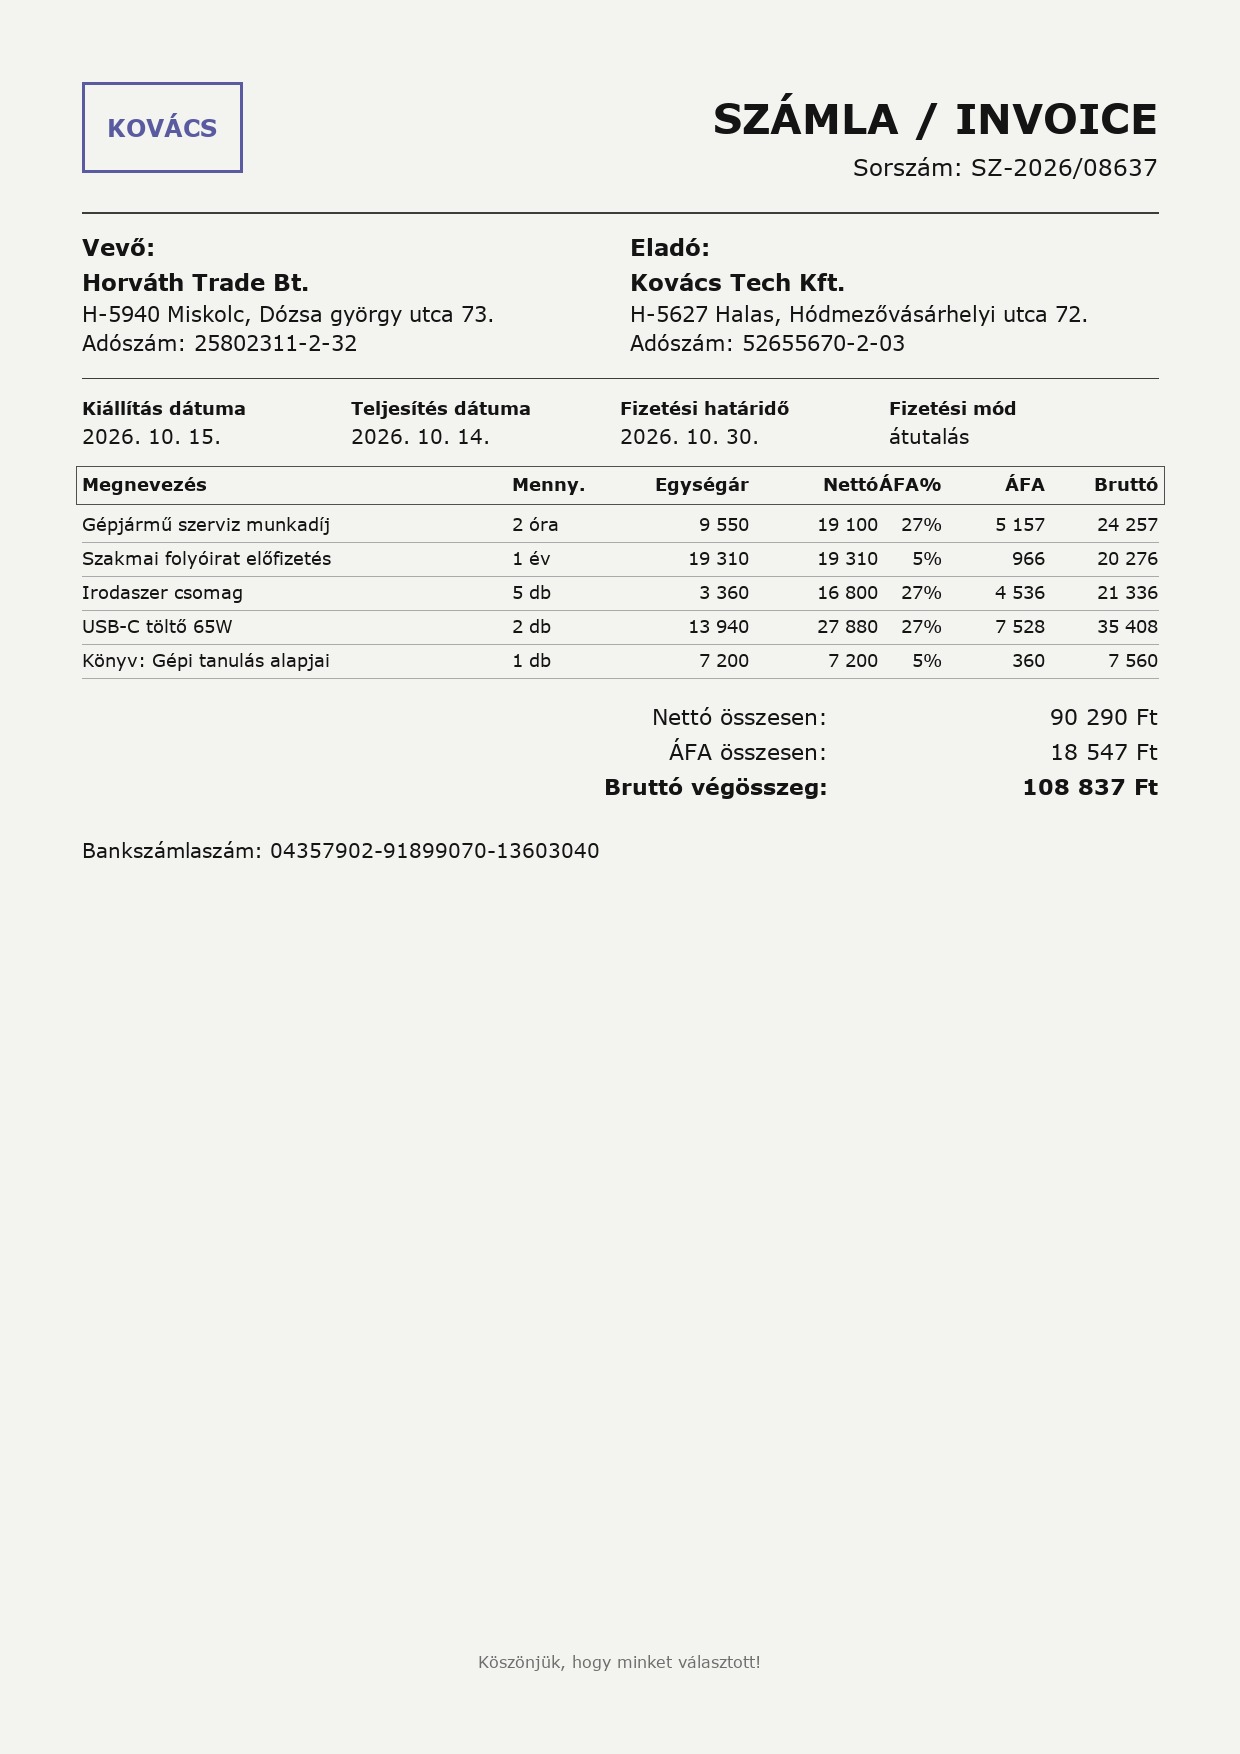 KOVÁCS
SZÁMLA / INVOICE
Sorszám: SZ-2026/08637
Vevő:
Horváth Trade Bt.
H-5940 Miskolc, Dózsa györgy utca 73.
Adószám: 25802311-2-32
Eladó:
Kovács Tech Kft.
H-5627 Halas, Hódmezővásárhelyi utca 72.
Adószám: 52655670-2-03
Kiállítás dátuma Teljesítés dátuma Fizetési határidő Fizetési mód
2026. 10. 15. 2026. 10. 14. 2026. 10. 30. átutalás
Megnevezés Menny. Egységár Nettó ÁFA% ÁFA Bruttó
Gépjármű szerviz munkadíj 2 óra 9 550 19 100 27% 5 157 24 257
Szakmai folyóirat előfizetés 1 év 19 310 19 310 5% 966 20 276
Irodaszer csomag 5 db 3 360 16 800 27% 4 536 21 336
USB-C töltő 65W 2 db 13 940 27 880 27% 7 528 35 408
Könyv: Gépi tanulás alapjai 1 db 7 200 7 200 5% 360 7 560
Nettó összesen: 90 290 Ft
ÁFA összesen: 18 547 Ft
Bruttó végösszeg: 108 837 Ft
Bankszámlaszám: 04357902-91899070-13603040
Köszönjük, hogy minket választott!